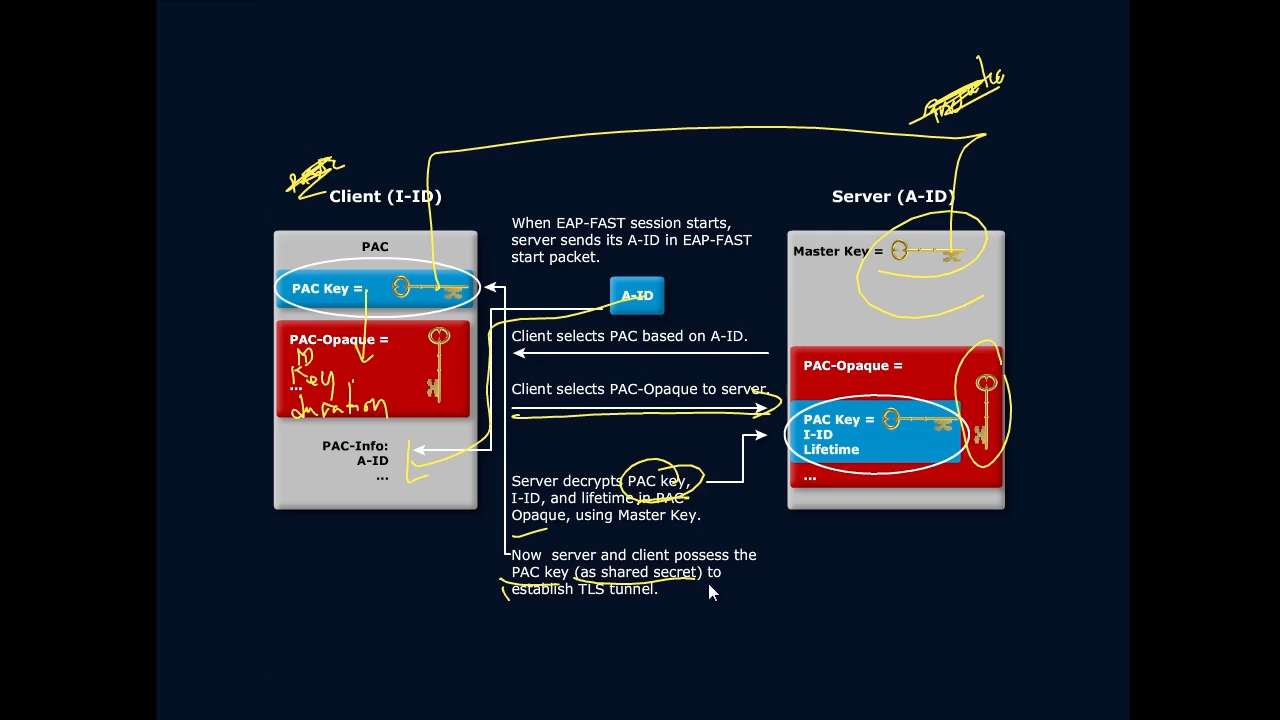 Client (I-ID)
Server (A-ID)
PAC
PAC Key =
PAC-Opaque =
ID
Key
...
duration
PAC-Info:
A-ID
...
When EAP-FAST session starts,
server sends its A-ID in EAP-FAST
start packet.
A-ID
Client selects PAC based on A-ID.
Client selects PAC-Opaque to server.
Server decrypts PAC key,
I-ID, and lifetime in PAC
Opaque, using Master Key.
Now server and client possess the
PAC key (as shared secret) to
establish TLS tunnel.
Master Key =
PAC-Opaque =
PAC Key =
I-ID
Lifetime
...